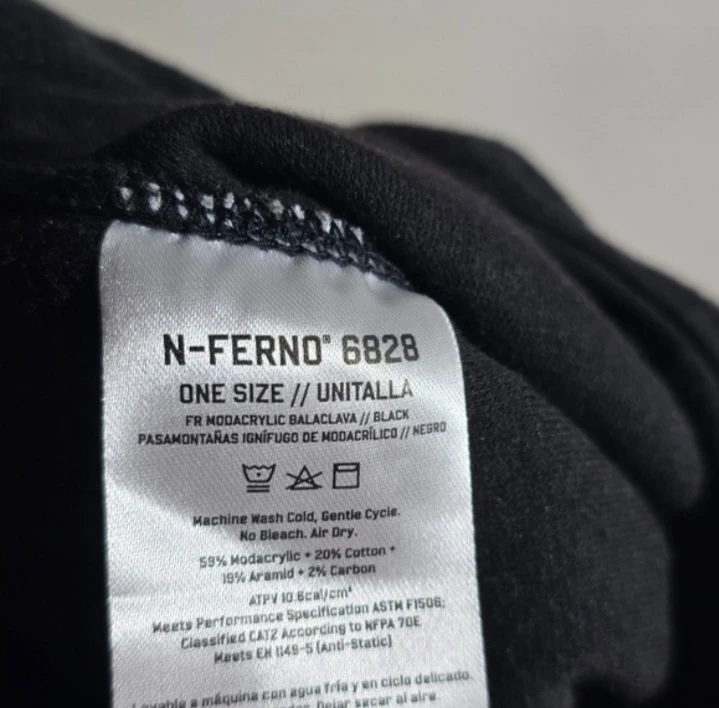 N-FERNO® 6828
ONE SIZE // UNITALLA
FR MODACRYLIC BALACLAVA // BLACK
PASAMONTAÑAS IGNÍFUGO DE MODACRÍLICO // NEGRO
Machine Wash Cold, Gentle Cycle.
No Bleach. Air Dry.
59% Modacrylic + 20% Cotton +
19% Aramid + 2% Carbon
ATPV 10.6cal/cm²
Meets Performance Specification ASTM F1506;
Classified CAT2 According to NFPA 70E
Meets EN 1149-5 (Anti-Static)
a máquina con agua fría y en ciclo delicado.
Dejar secar al aire.